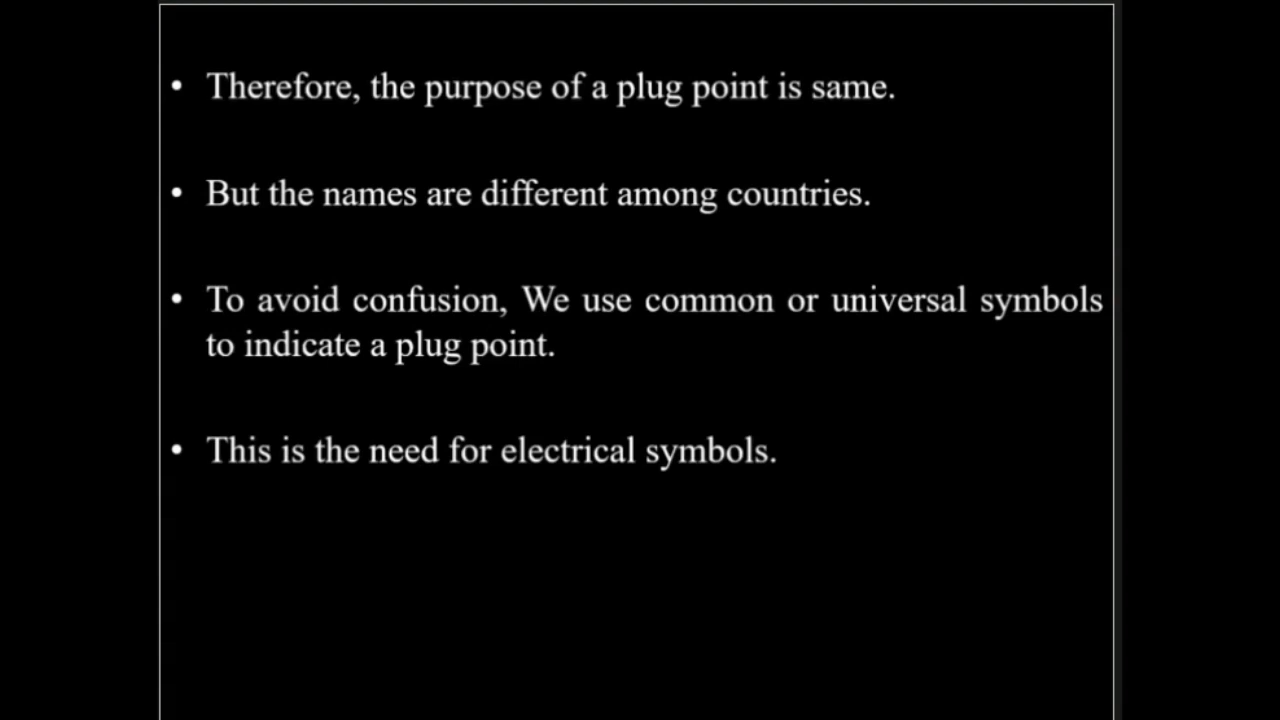 • Therefore, the purpose of a plug point is same.
• But the names are different among countries.
• To avoid confusion, We use common or universal symbols
to indicate a plug point.
• This is the need for electrical symbols.